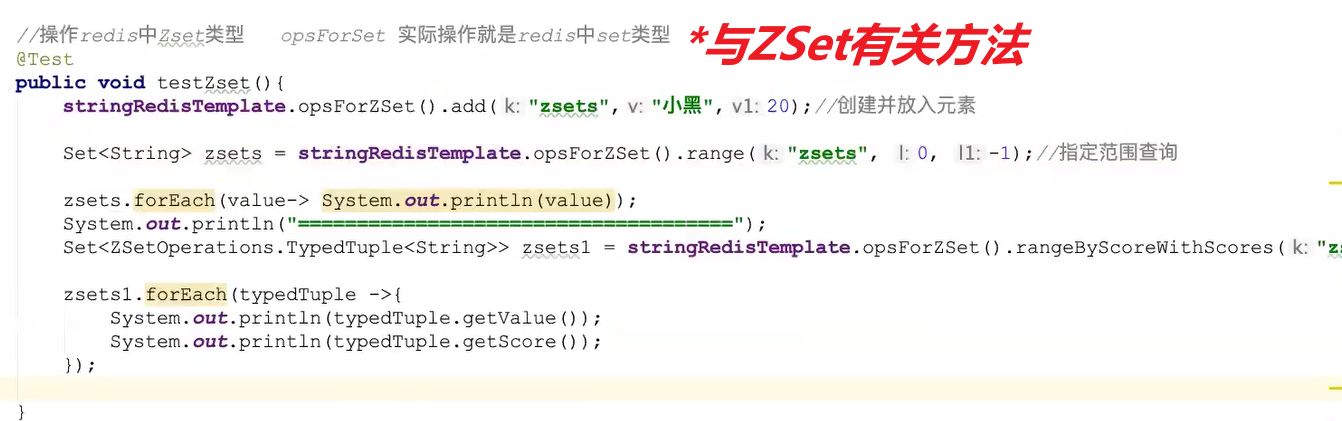 //操作redis中Zset类型 opsForSet 实际操作就是redis中set类型 *与ZSet有关方法
@Test
public void testZset(){
stringRedisTemplate.opsForZSet().add( k: "zsets", v: "小黑", v1: 20);//创建并放入元素
Set<String> zsets = stringRedisTemplate.opsForZSet().range( k: "zsets", l: 0, l1: -1);//指定范围查询
zsets.forEach(value-> System.out.println(value));
System.out.println("=====================================");
Set<ZSetOperations.TypedTuple<String>> zsets1 = stringRedisTemplate.opsForZSet().rangeByScoreWithScores( k: "zs
zsets1.forEach(typedTuple ->{
System.out.println(typedTuple.getValue());
System.out.println(typedTuple.getScore());
});
}